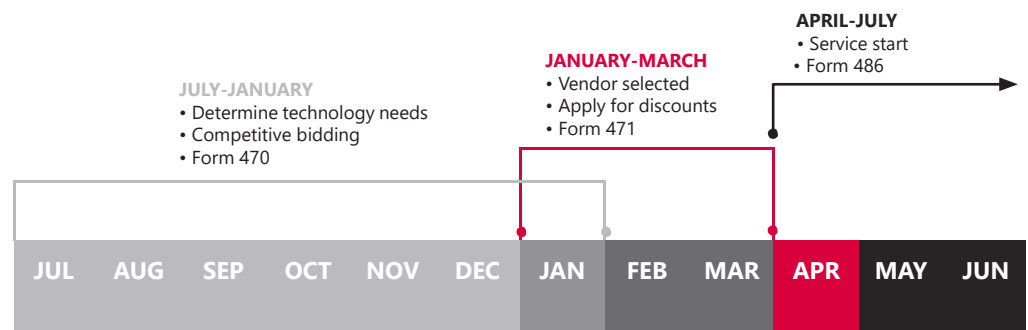 JULY-JANUARY
• Determine technology needs
• Competitive bidding
• Form 470
JANUARY-MARCH
• Vendor selected
• Apply for discounts
• Form 471
APRIL-JULY
• Service start
• Form 486
JUL AUG SEP OCT NOV DEC JAN FEB MAR APR MAY JUN